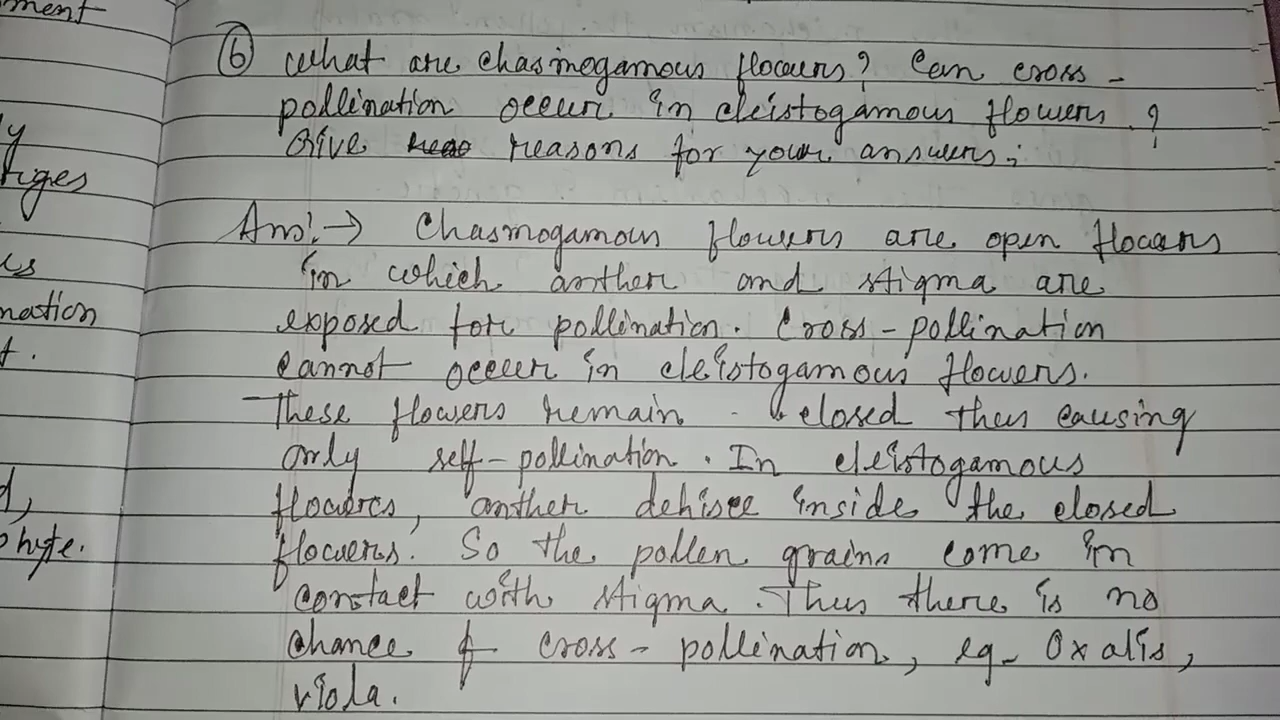 ment
y
tiges
es
nation
t.
d,
phyte.
⑥ What are chasmogamous flowers? Can cross-
pollination occur in cleistogamous flowers?
Give reasons for your answers.
Ans:→ Chasmogamous flowers are open flowers
in which anther and stigma are
exposed for pollination. Cross-pollination
cannot occur in cleistogamous flowers.
These flowers remain closed thus causing
only self-pollination. In cleistogamous
flowers, anther dehisce inside the closed
flowers. So the pollen grains come in
contact with stigma. Thus there is no
chance of cross-pollination, eg- Oxalis,
viola.